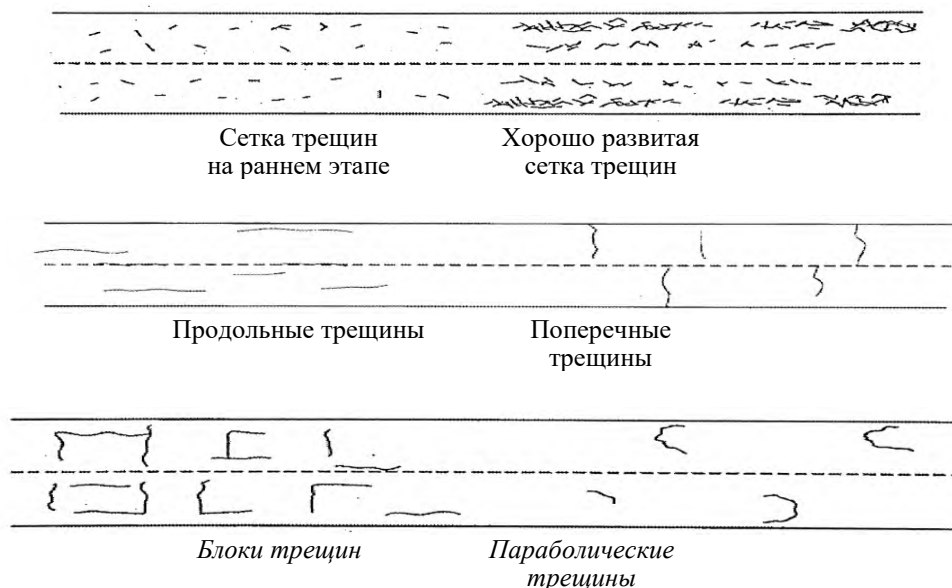 Сетка трещин
на раннем этапе
Хорошо развитая
сетка трещин
Продольные трещины
Поперечные
трещины
Блоки трещин
Параболические
трещины